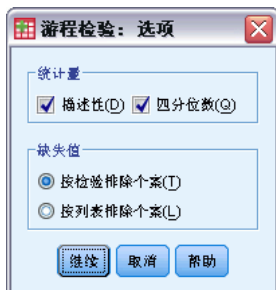 游程检验：选项
统计量
描述性(D) 四分位数(Q)
缺失值
按检验排除个案(T)
按列表排除个案(L)
继续 取消 帮助